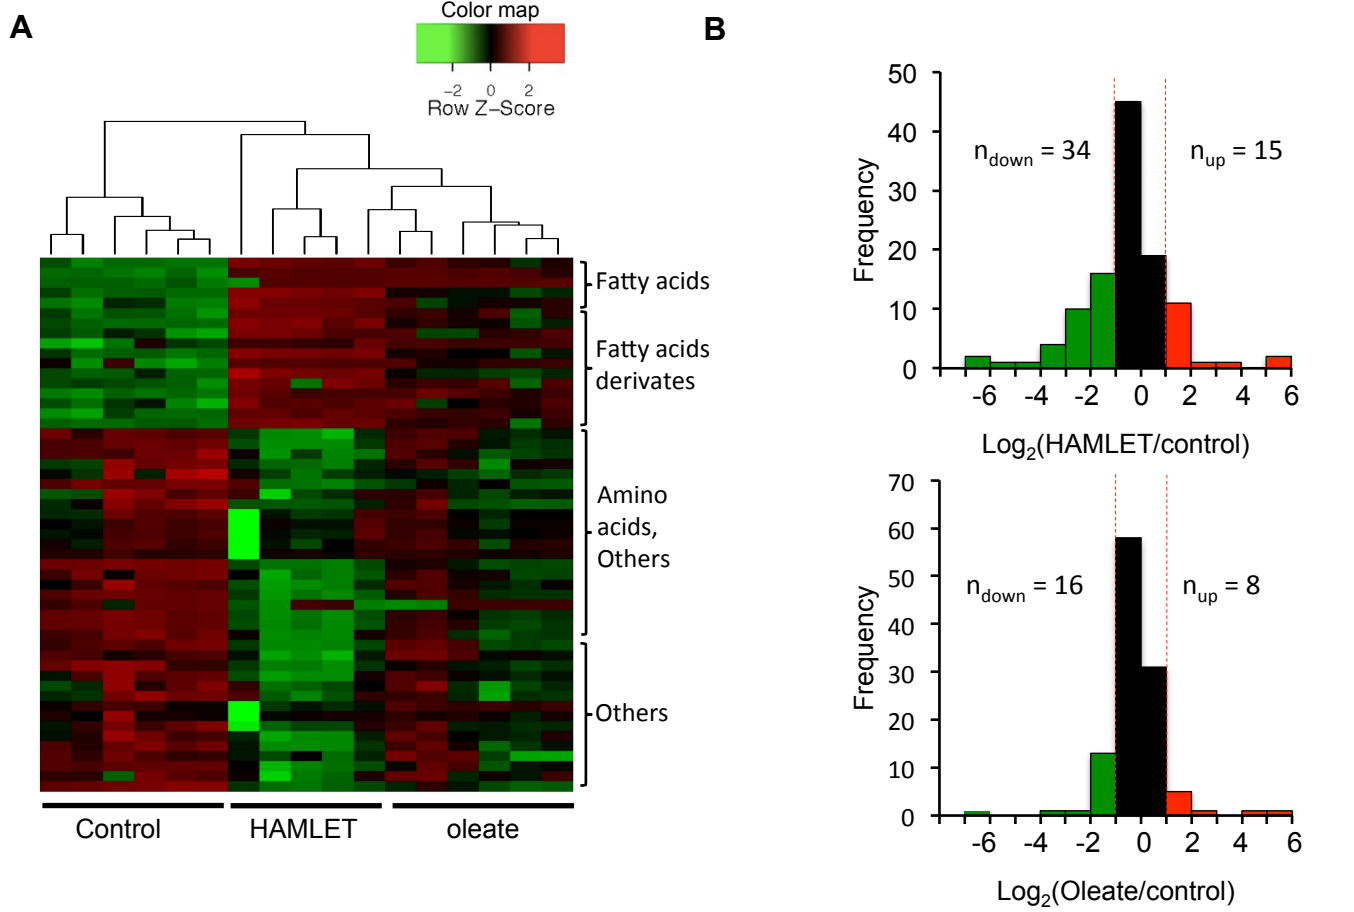 A
Color map
−2 0 2
Row Z−Score
Fatty acids
Fatty acids
derivates
Amino
acids,
Others
Others
Control HAMLET oleate
B
50
40
30
20
10
0
Frequency
n_down = 34 n_up = 15
-6 -4 -2 0 2 4 6
Log₂(HAMLET/control)
70
60
50
40
30
20
10
0
Frequency
n_down = 16 n_up = 8
-6 -4 -2 0 2 4 6
Log₂(Oleate/control)